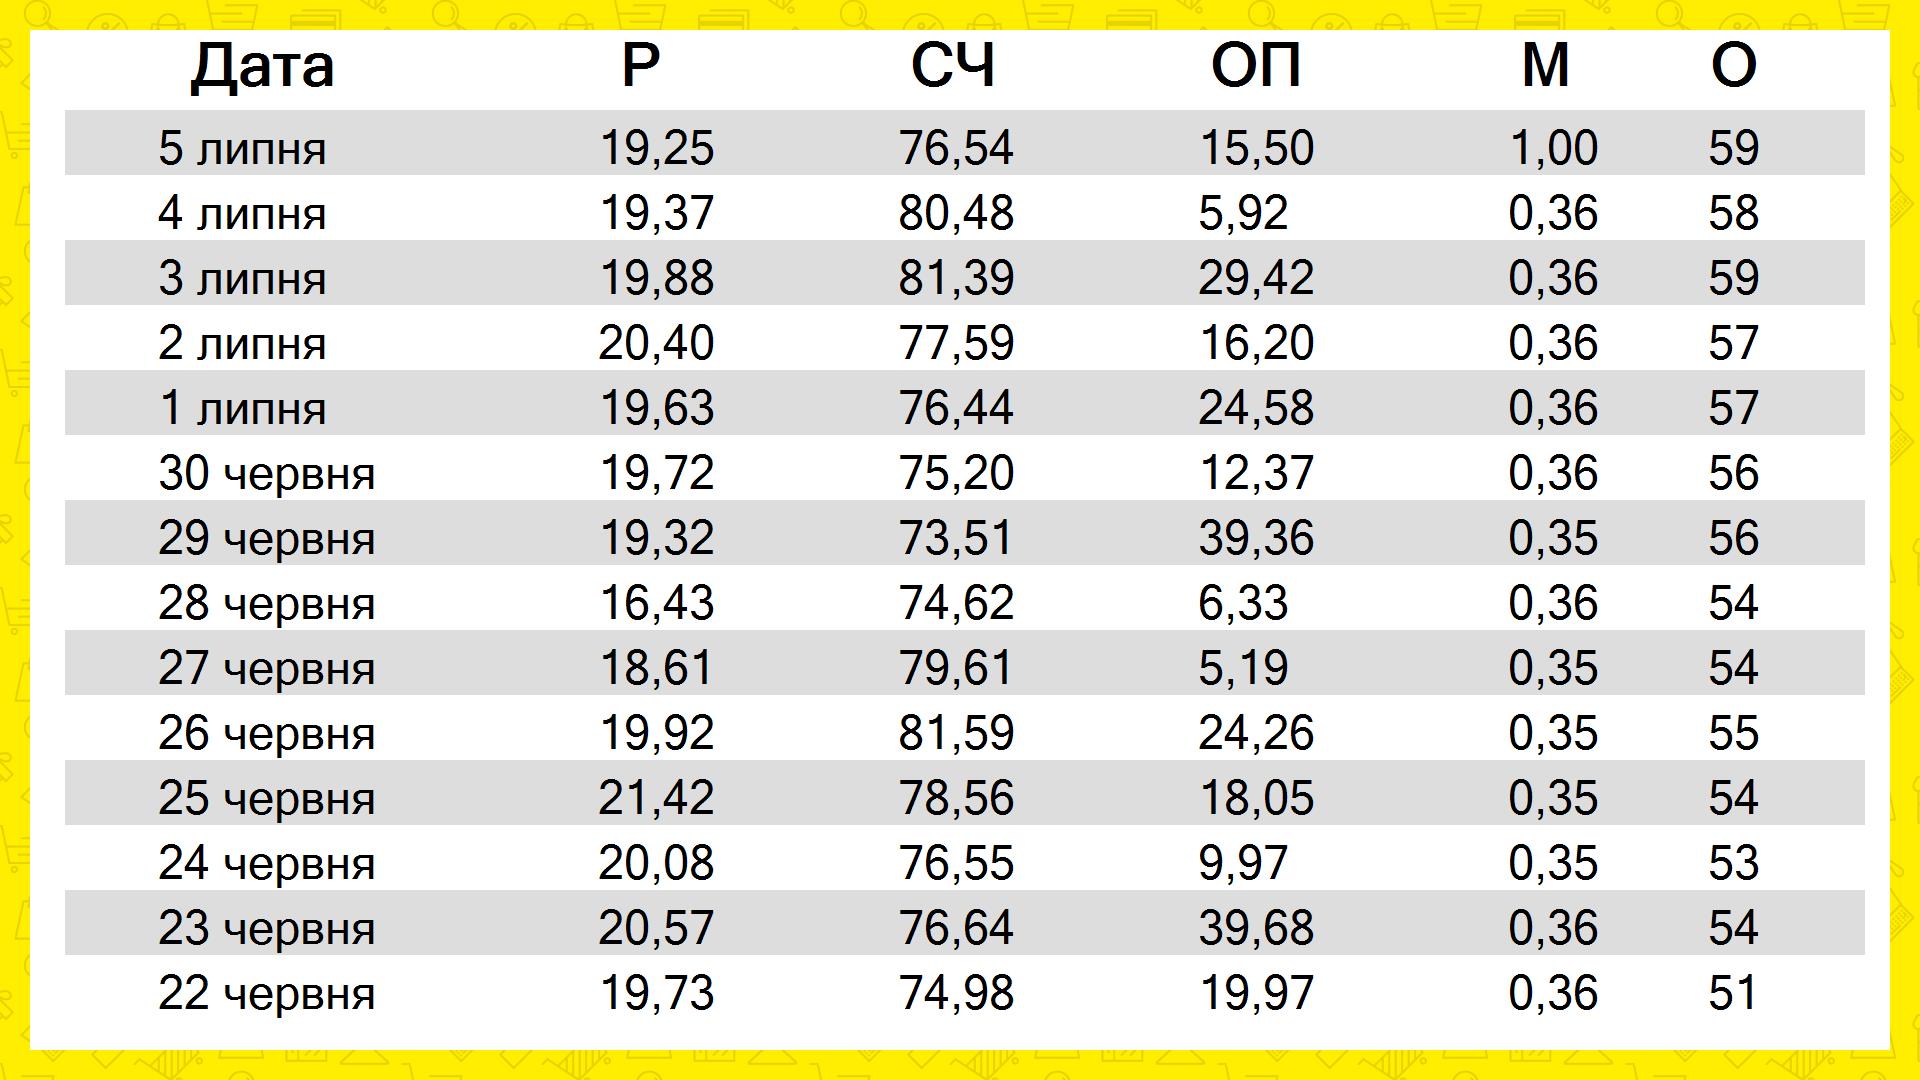 Дата Р СЧ ОП М О
5 липня 19,25 76,54 15,50 1,00 59
4 липня 19,37 80,48 5,92 0,36 58
3 липня 19,88 81,39 29,42 0,36 59
2 липня 20,40 77,59 16,20 0,36 57
1 липня 19,63 76,44 24,58 0,36 57
30 червня 19,72 75,20 12,37 0,36 56
29 червня 19,32 73,51 39,36 0,35 56
28 червня 16,43 74,62 6,33 0,36 54
27 червня 18,61 79,61 5,19 0,35 54
26 червня 19,92 81,59 24,26 0,35 55
25 червня 21,42 78,56 18,05 0,35 54
24 червня 20,08 76,55 9,97 0,35 53
23 червня 20,57 76,64 39,68 0,36 54
22 червня 19,73 74,98 19,97 0,36 51